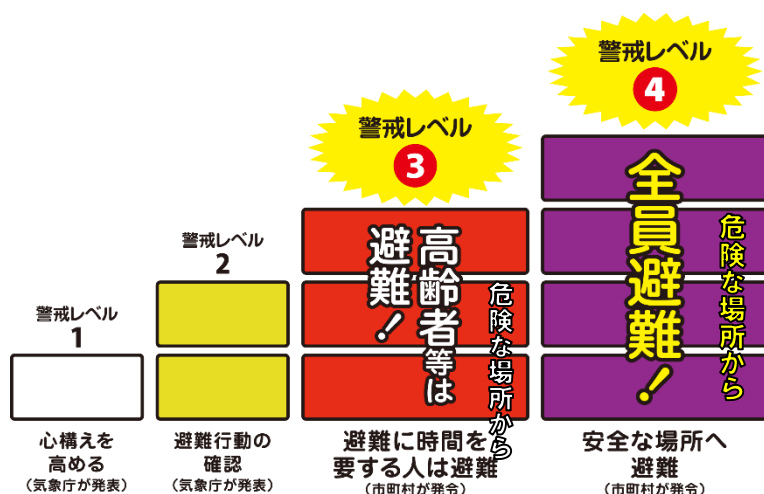 警戒レベル
1
心構えを
高める
(気象庁が発表)
警戒レベル
2
避難行動の
確認
(気象庁が発表)
警戒レベル
3
危険な場所から
高齢者等は
避難!
避難に時間を
要する人は避難
(市町村が発令)
警戒レベル
4
危険な場所から
全員避難!
安全な場所へ
避難
(市町村が発令)